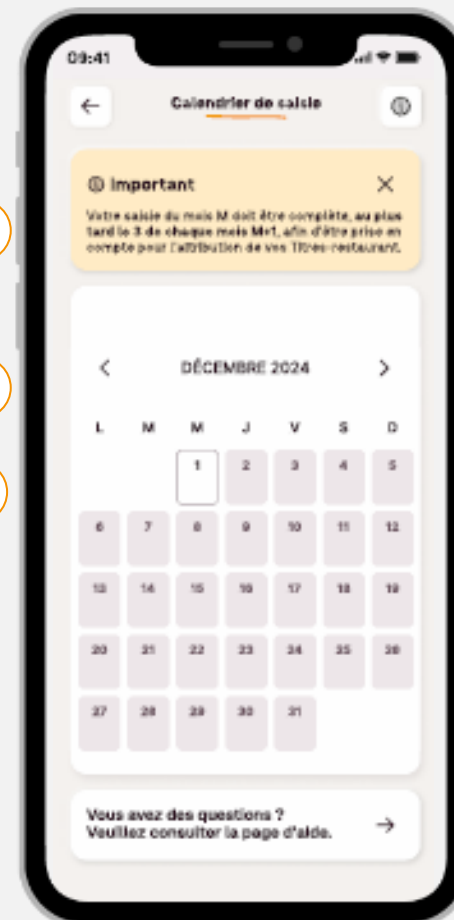 09:41
Calendrier de saisie
Important
Votre saisie du mois M doit être complète, au plus
tard le 3 de chaque mois M+1, afin d'être prise en
compte pour l'attribution de vos Titres-restaurant.
DÉCEMBRE 2024
L M M J V S D
1 2 3 4 5
6 7 8 9 10 11 12
13 14 15 16 17 18 19
20 21 22 23 24 25 26
27 28 29 30 31
Vous avez des questions ?
Veuillez consulter la page d'aide.